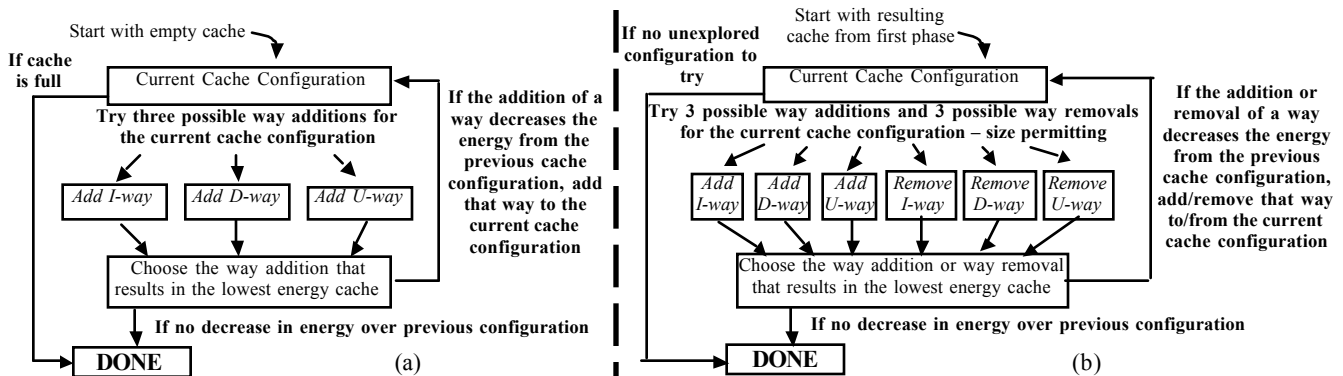 Start with empty cache
If cache
is full
Current Cache Configuration
Try three possible way additions for
the current cache configuration
Add I-way
Add D-way
Add U-way
Choose the way addition that
results in the lowest energy cache
If the addition of a
way decreases the
energy from the
previous cache
configuration, add
that way to the
current cache
configuration
If no decrease in energy over previous configuration
DONE
(a)
Start with resulting
cache from first phase
If no unexplored
configuration to
try
Current Cache Configuration
Try 3 possible way additions and 3 possible way removals
for the current cache configuration – size permitting
Add
I-way
Add
D-way
Add
U-way
Remove
I-way
Remove
D-way
Remove
U-way
Choose the way addition or way removal
that results in the lowest energy cache
If the addition or
removal of a way
decreases the energy
from the previous
cache configuration,
add/remove that way
to/from the current
cache configuration
If no decrease in energy over previous configuration
DONE
(b)